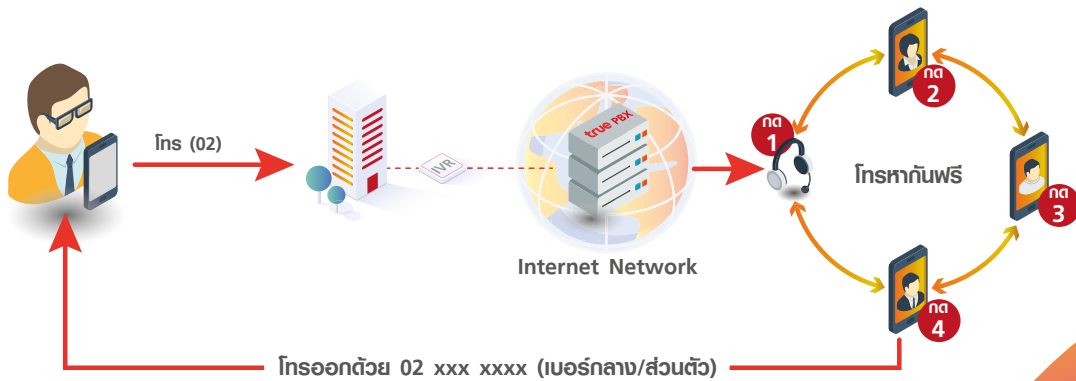 โทร (02)
IVR
true PBX
Internet Network
กด
1
กด
2
กด
3
กด
4
โทรหากันฟรี
โทรออกด้วย 02 xxx xxxx (เบอร์กลาง/ส่วนตัว)